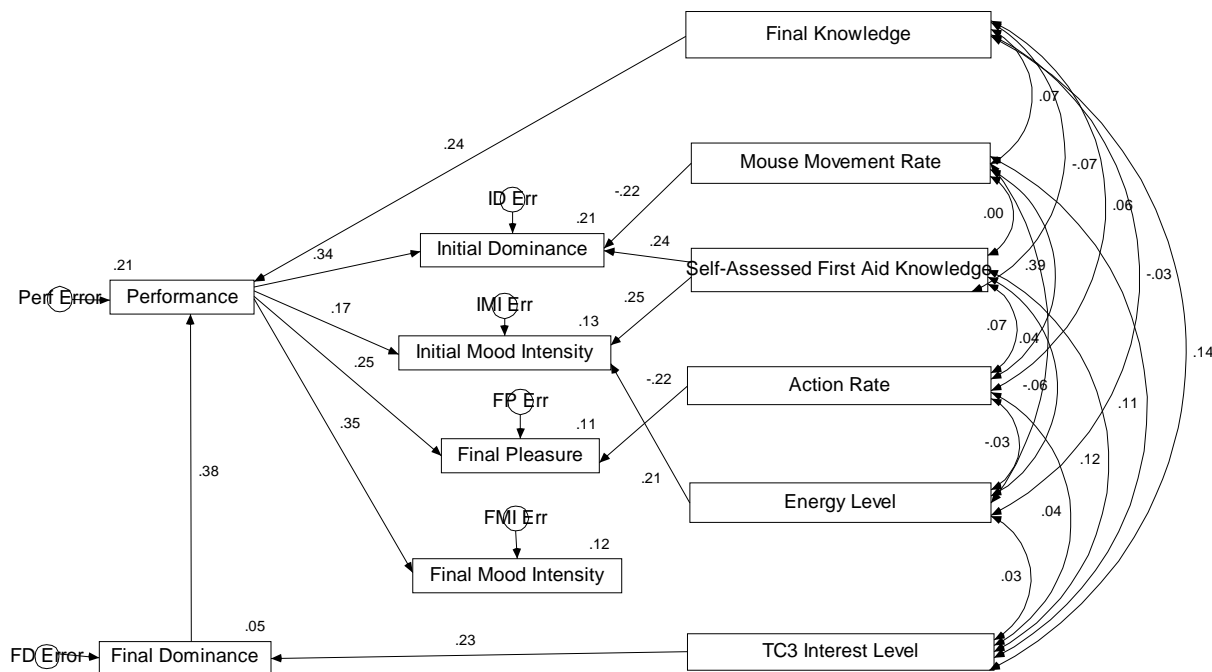 Final Knowledge
.07
.24
Mouse Movement Rate
-.07
ID Err
-.22
.06
.21
.00
Initial Dominance
.24
.34
.21
Self-Assessed First Aid Knowledge
.39
-.03
Perf Error
Performance
IMI Err
.25
.17
.13
.07
.04
Initial Mood Intensity
.14
.25
-.22
Action Rate
-.06
.11
FP Err
.35
.11
-.03
Final Pleasure
.12
.38
.21
Energy Level
.04
FMI Err
.12
Final Mood Intensity
.03
.05
.23
FD Error
Final Dominance
TC3 Interest Level